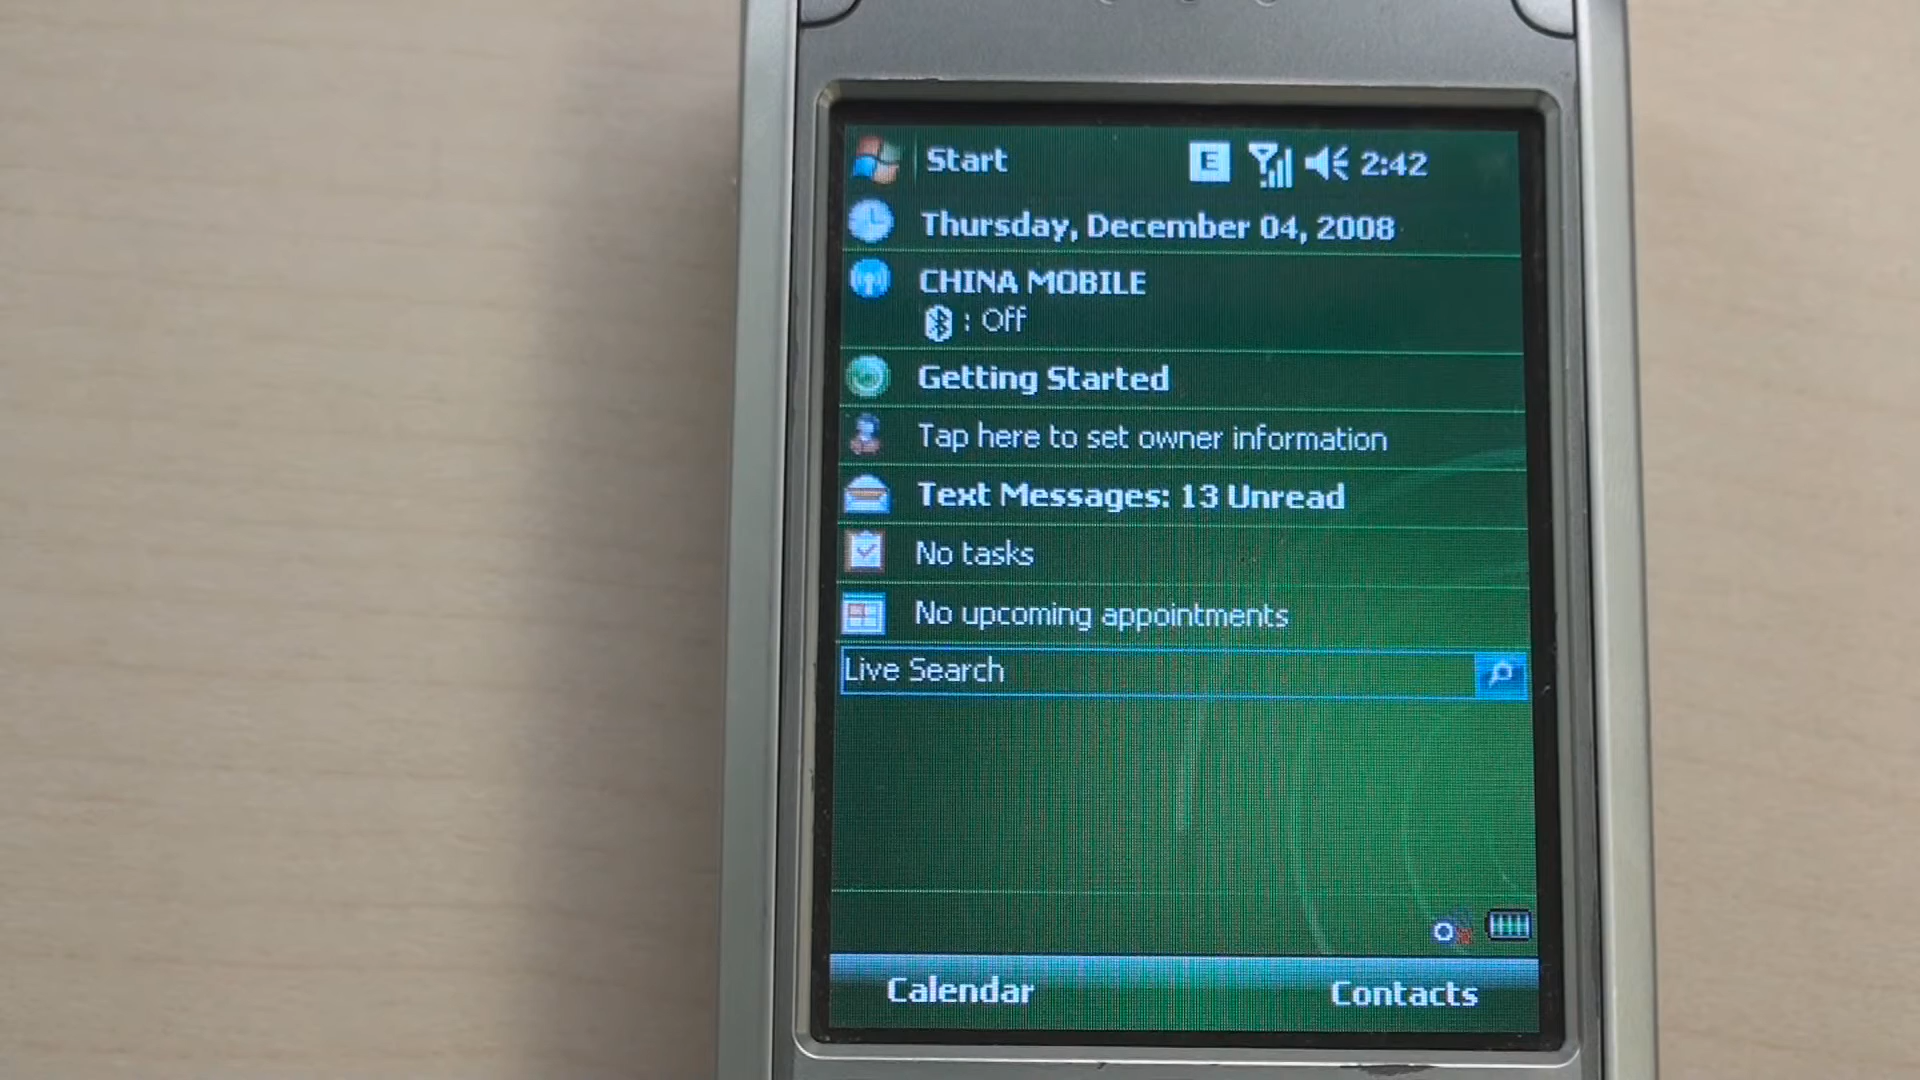 Start E 2:42
Thursday, December 04, 2008
CHINA MOBILE
: Off
Getting Started
Tap here to set owner information
Text Messages: 13 Unread
No tasks
No upcoming appointments
Live Search
Calendar Contacts